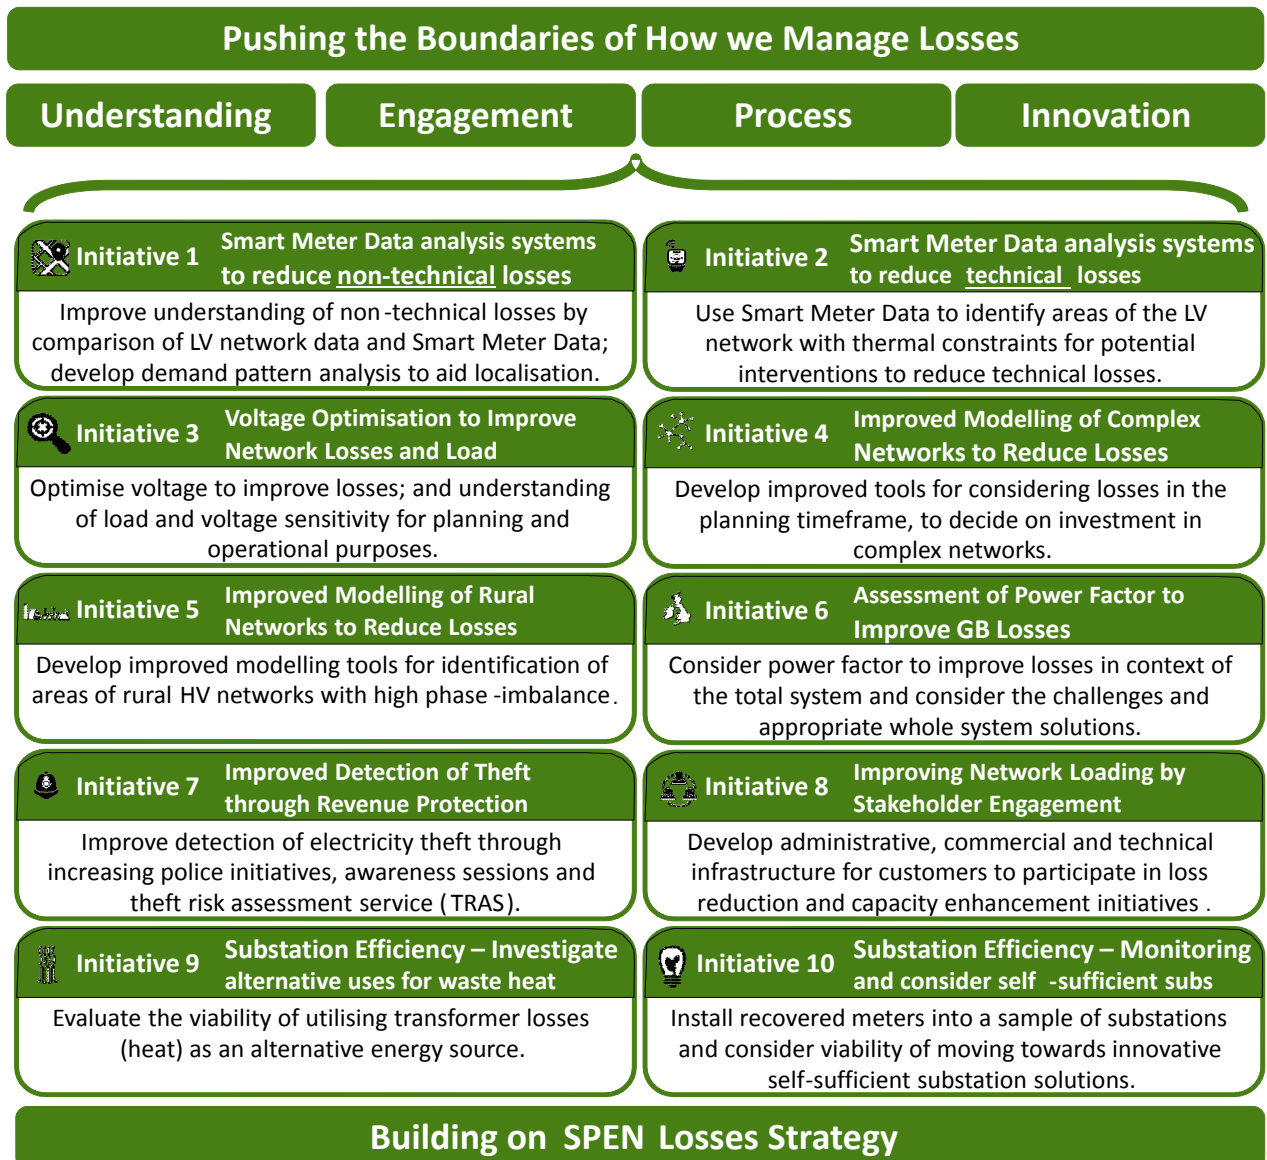 Pushing the Boundaries of How we Manage Losses
Understanding
Engagement
Process
Innovation
Initiative 1
Smart Meter Data analysis systems
to reduce non-technical losses
Improve understanding of non-technical losses by
comparison of LV network data and Smart Meter Data;
develop demand pattern analysis to aid localisation.
Initiative 2
Smart Meter Data analysis systems
to reduce technical losses
Use Smart Meter Data to identify areas of the LV
network with thermal constraints for potential
interventions to reduce technical losses.
Initiative 3
Voltage Optimisation to Improve
Network Losses and Load
Optimise voltage to improve losses; and understanding
of load and voltage sensitivity for planning and
operational purposes.
Initiative 4
Improved Modelling of Complex
Networks to Reduce Losses
Develop improved tools for considering losses in the
planning timeframe, to decide on investment in
complex networks.
Initiative 5
Improved Modelling of Rural
Networks to Reduce Losses
Develop improved modelling tools for identification of
areas of rural HV networks with high phase-imbalance.
Initiative 6
Assessment of Power Factor to
Improve GB Losses
Consider power factor to improve losses in context of
the total system and consider the challenges and
appropriate whole system solutions.
Initiative 7
Improved Detection of Theft
through Revenue Protection
Improve detection of electricity theft through
increasing police initiatives, awareness sessions and
theft risk assessment service (TRAS).
Initiative 8
Improving Network Loading by
Stakeholder Engagement
Develop administrative, commercial and technical
infrastructure for customers to participate in loss
reduction and capacity enhancement initiatives.
Initiative 9
Substation Efficiency – Investigate
alternative uses for waste heat
Evaluate the viability of utilising transformer losses
(heat) as an alternative energy source.
Initiative 10
Substation Efficiency – Monitoring
and consider self-sufficient subs
Install recovered meters into a sample of substations
and consider viability of moving towards innovative
self-sufficient substation solutions.
Building on SPEN Losses Strategy